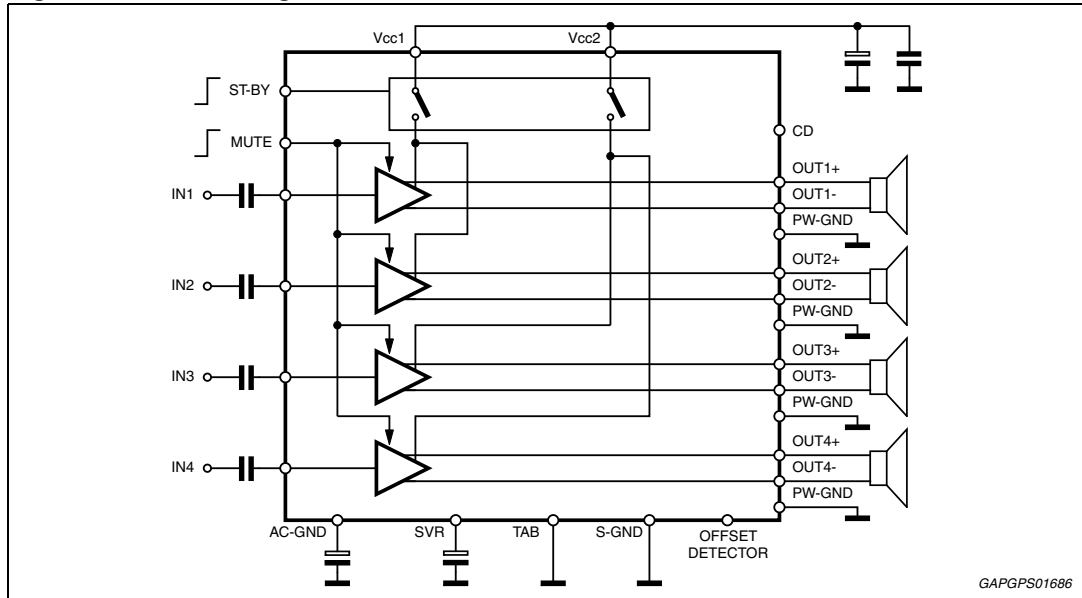 Vcc1
Vcc2
ST-BY
MUTE
CD
OUT1+
IN1
OUT1-
PW-GND
OUT2+
IN2
OUT2-
PW-GND
OUT3+
IN3
OUT3-
PW-GND
OUT4+
IN4
OUT4-
PW-GND
AC-GND
SVR
TAB
S-GND
OFFSET
DETECTOR
GAPGPS01686